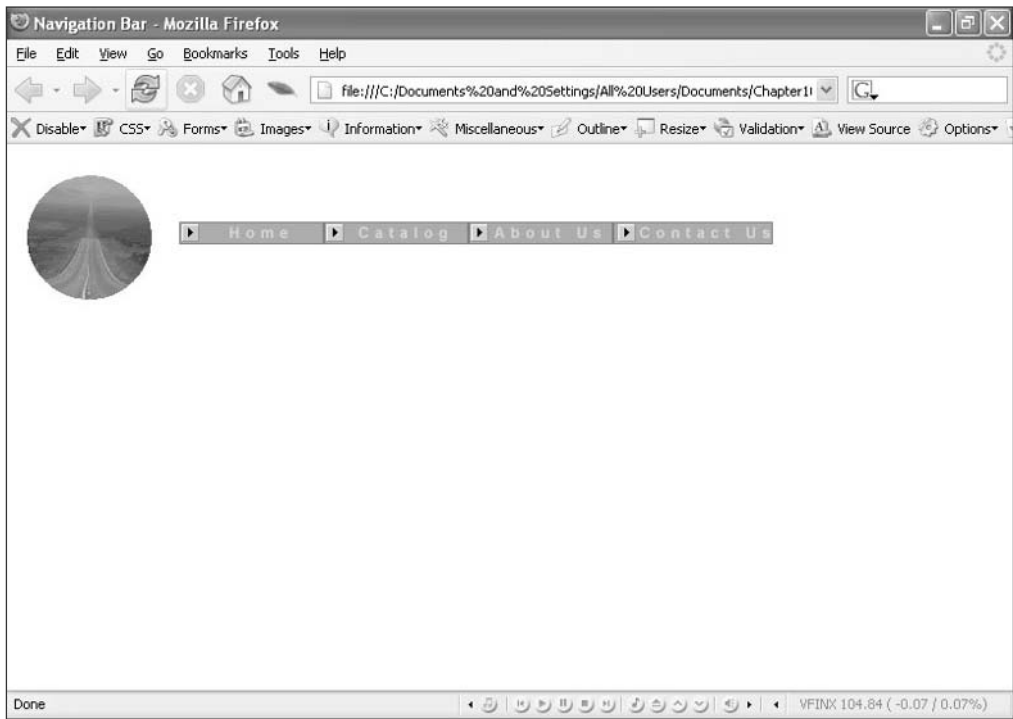 Navigation Bar - Mozilla Firefox
File Edit View Go Bookmarks Tools Help
file:///C:/Documents%20and%20Settings/All%20Users/Documents/Chapter1 G
Disable CSS Forms Images Information Miscellaneous Outline Resize Validation View Source Options
Home Catalog About Us Contact Us
Done VFINX 104.84 ( -0.07 / 0.07%)